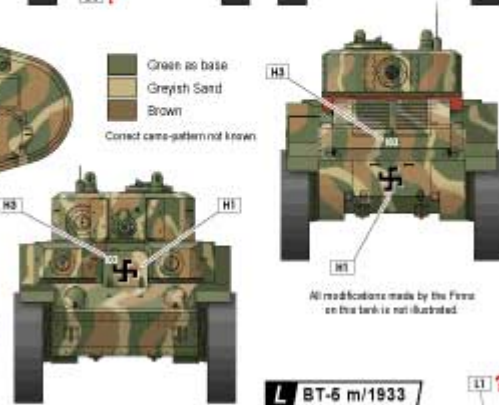 Green as base
Greyish Sand
Brown
Correct camo-pattern not known.
H3
H3
H1
H1
All modifications made by the Finns
on this tank is not illustrated.
L BT-5 m/1933
L1